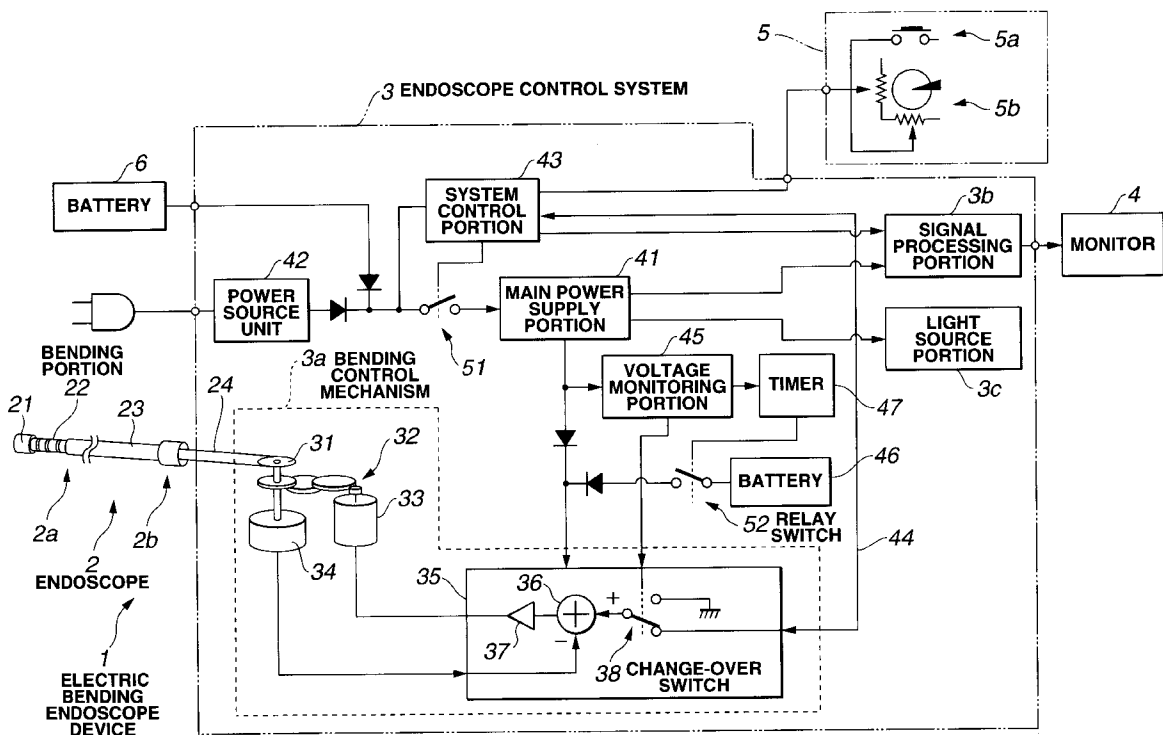 5
5a
5b
3 ENDOSCOPE CONTROL SYSTEM
6
BATTERY
43
SYSTEM
CONTROL
PORTION
3b
SIGNAL
PROCESSING
PORTION
4
MONITOR
42
POWER
SOURCE
UNIT
41
MAIN POWER
SUPPLY
PORTION
51
LIGHT
SOURCE
PORTION
3c
BENDING
PORTION
3a BENDING
CONTROL
MECHANISM
45
VOLTAGE
MONITORING
PORTION
TIMER
47
21
22
23
24
31
32
33
34
46
BATTERY
52 RELAY
SWITCH
44
2a
2b
2
ENDOSCOPE
1
ELECTRIC
BENDING
ENDOSCOPE
DEVICE
35
36
+
−
37
38
CHANGE-OVER
SWITCH